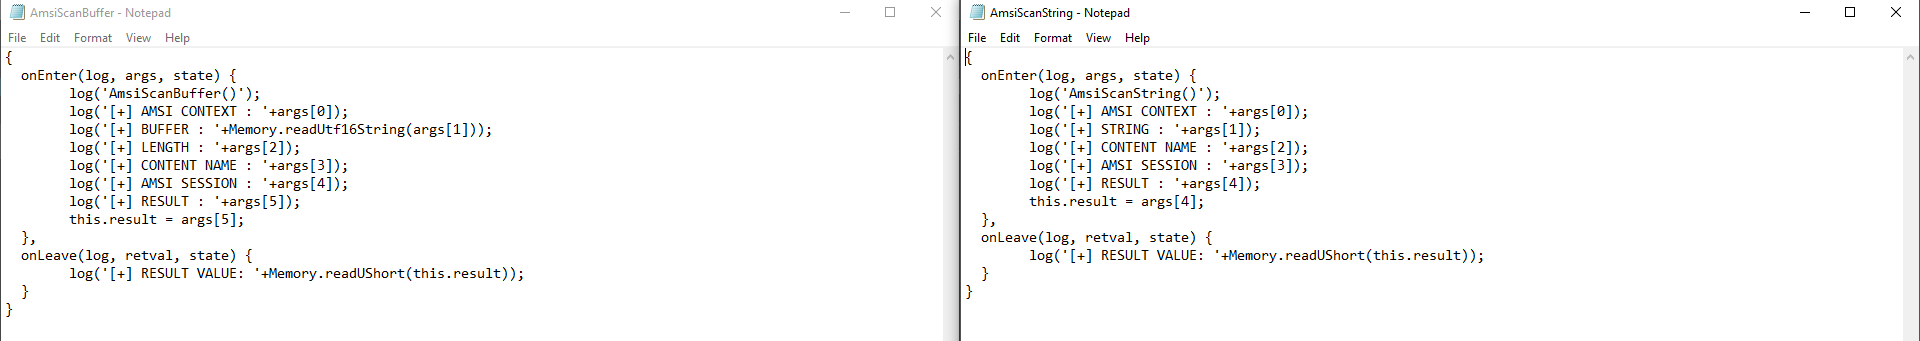 AmsiScanBuffer - Notepad
File Edit Format View Help
{
  onEnter(log, args, state) {
        log('AmsiScanBuffer()');
        log('[+] AMSI CONTEXT : '+args[0]);
        log('[+] BUFFER : '+Memory.readUtf16String(args[1]));
        log('[+] LENGTH : '+args[2]);
        log('[+] CONTENT NAME : '+args[3]);
        log('[+] AMSI SESSION : '+args[4]);
        log('[+] RESULT : '+args[5]);
        this.result = args[5];
  },
  onLeave(log, retval, state) {
        log('[+] RESULT VALUE: '+Memory.readUShort(this.result));
  }
}
AmsiScanString - Notepad
File Edit Format View Help
{
  onEnter(log, args, state) {
        log('AmsiScanString()');
        log('[+] AMSI CONTEXT : '+args[0]);
        log('[+] STRING : '+args[1]);
        log('[+] CONTENT NAME : '+args[2]);
        log('[+] AMSI SESSION : '+args[3]);
        log('[+] RESULT : '+args[4]);
        this.result = args[4];
  },
  onLeave(log, retval, state) {
        log('[+] RESULT VALUE: '+Memory.readUShort(this.result));
  }
}